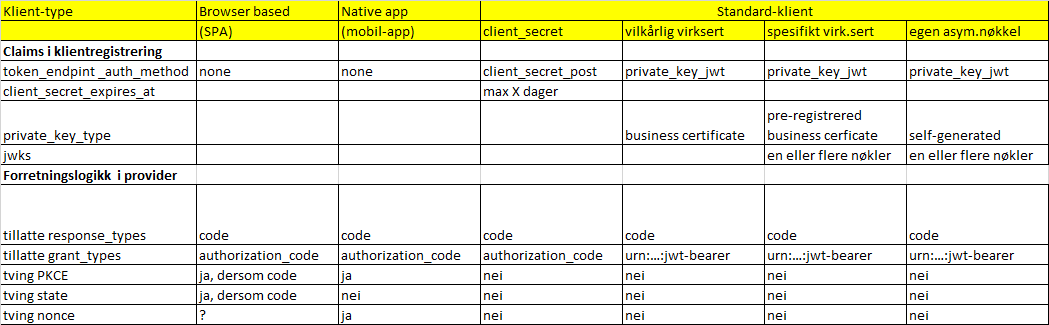 Klient-type Browser based Native app Standard-klient
(SPA) (mobil-app) client_secret vilkårlig virksert spesifikt virk.sert egen asym.nøkkel
Claims i klientregistrering
token_endpint _auth_method none none client_secret_post private_key_jwt private_key_jwt private_key_jwt
client_secret_expires_at max X dager
pre-registrered
private_key_type business certificate business cerficate self-generated
jwks en eller flere nøkler en eller flere nøkler
Forretningslogikk i provider
tillatte response_types code code code code code code
tillatte grant_types authorization_code authorization_code authorization_code urn:...:jwt-bearer urn:...:jwt-bearer urn:...:jwt-bearer
tving PKCE ja, dersom code ja nei nei nei nei
tving state ja, dersom code nei nei nei nei nei
tving nonce ? ja nei nei nei nei